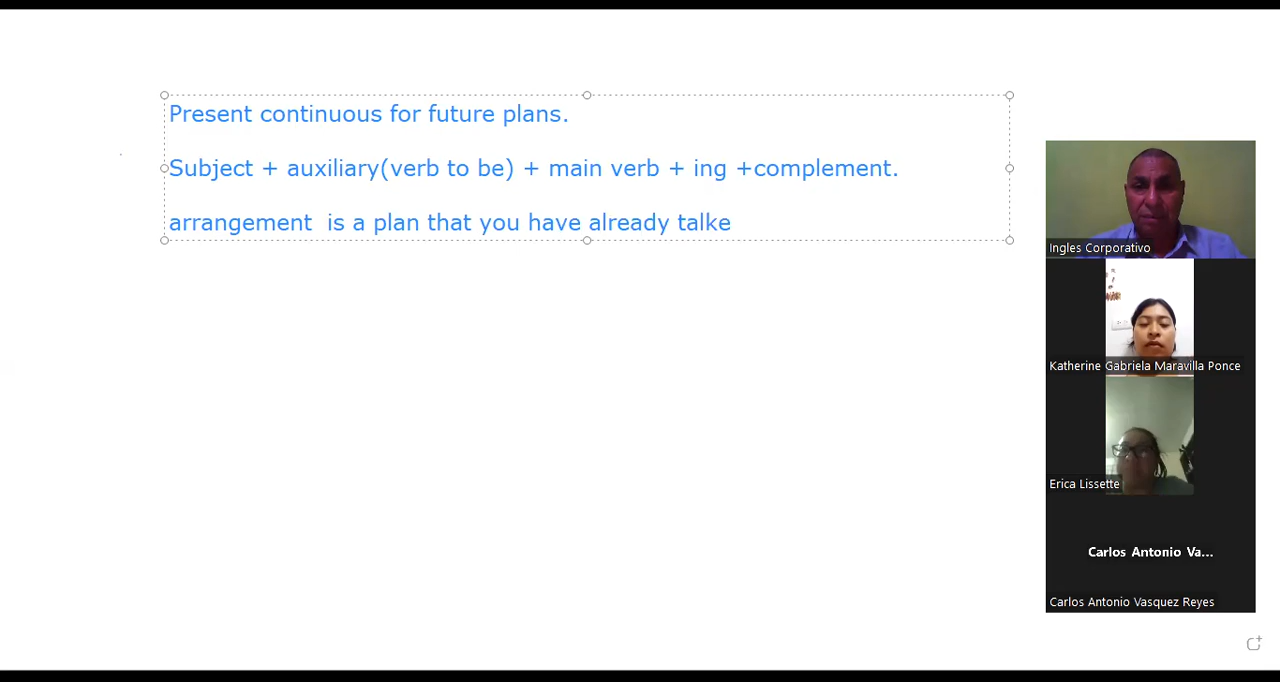 Present continuous for future plans.
Subject + auxiliary(verb to be) + main verb + ing +complement.
arrangement  is a plan that you have already talke
Ingles Corporativo
Katherine Gabriela Maravilla Ponce
Erica Lissette
Carlos Antonio Va...
Carlos Antonio Vasquez Reyes